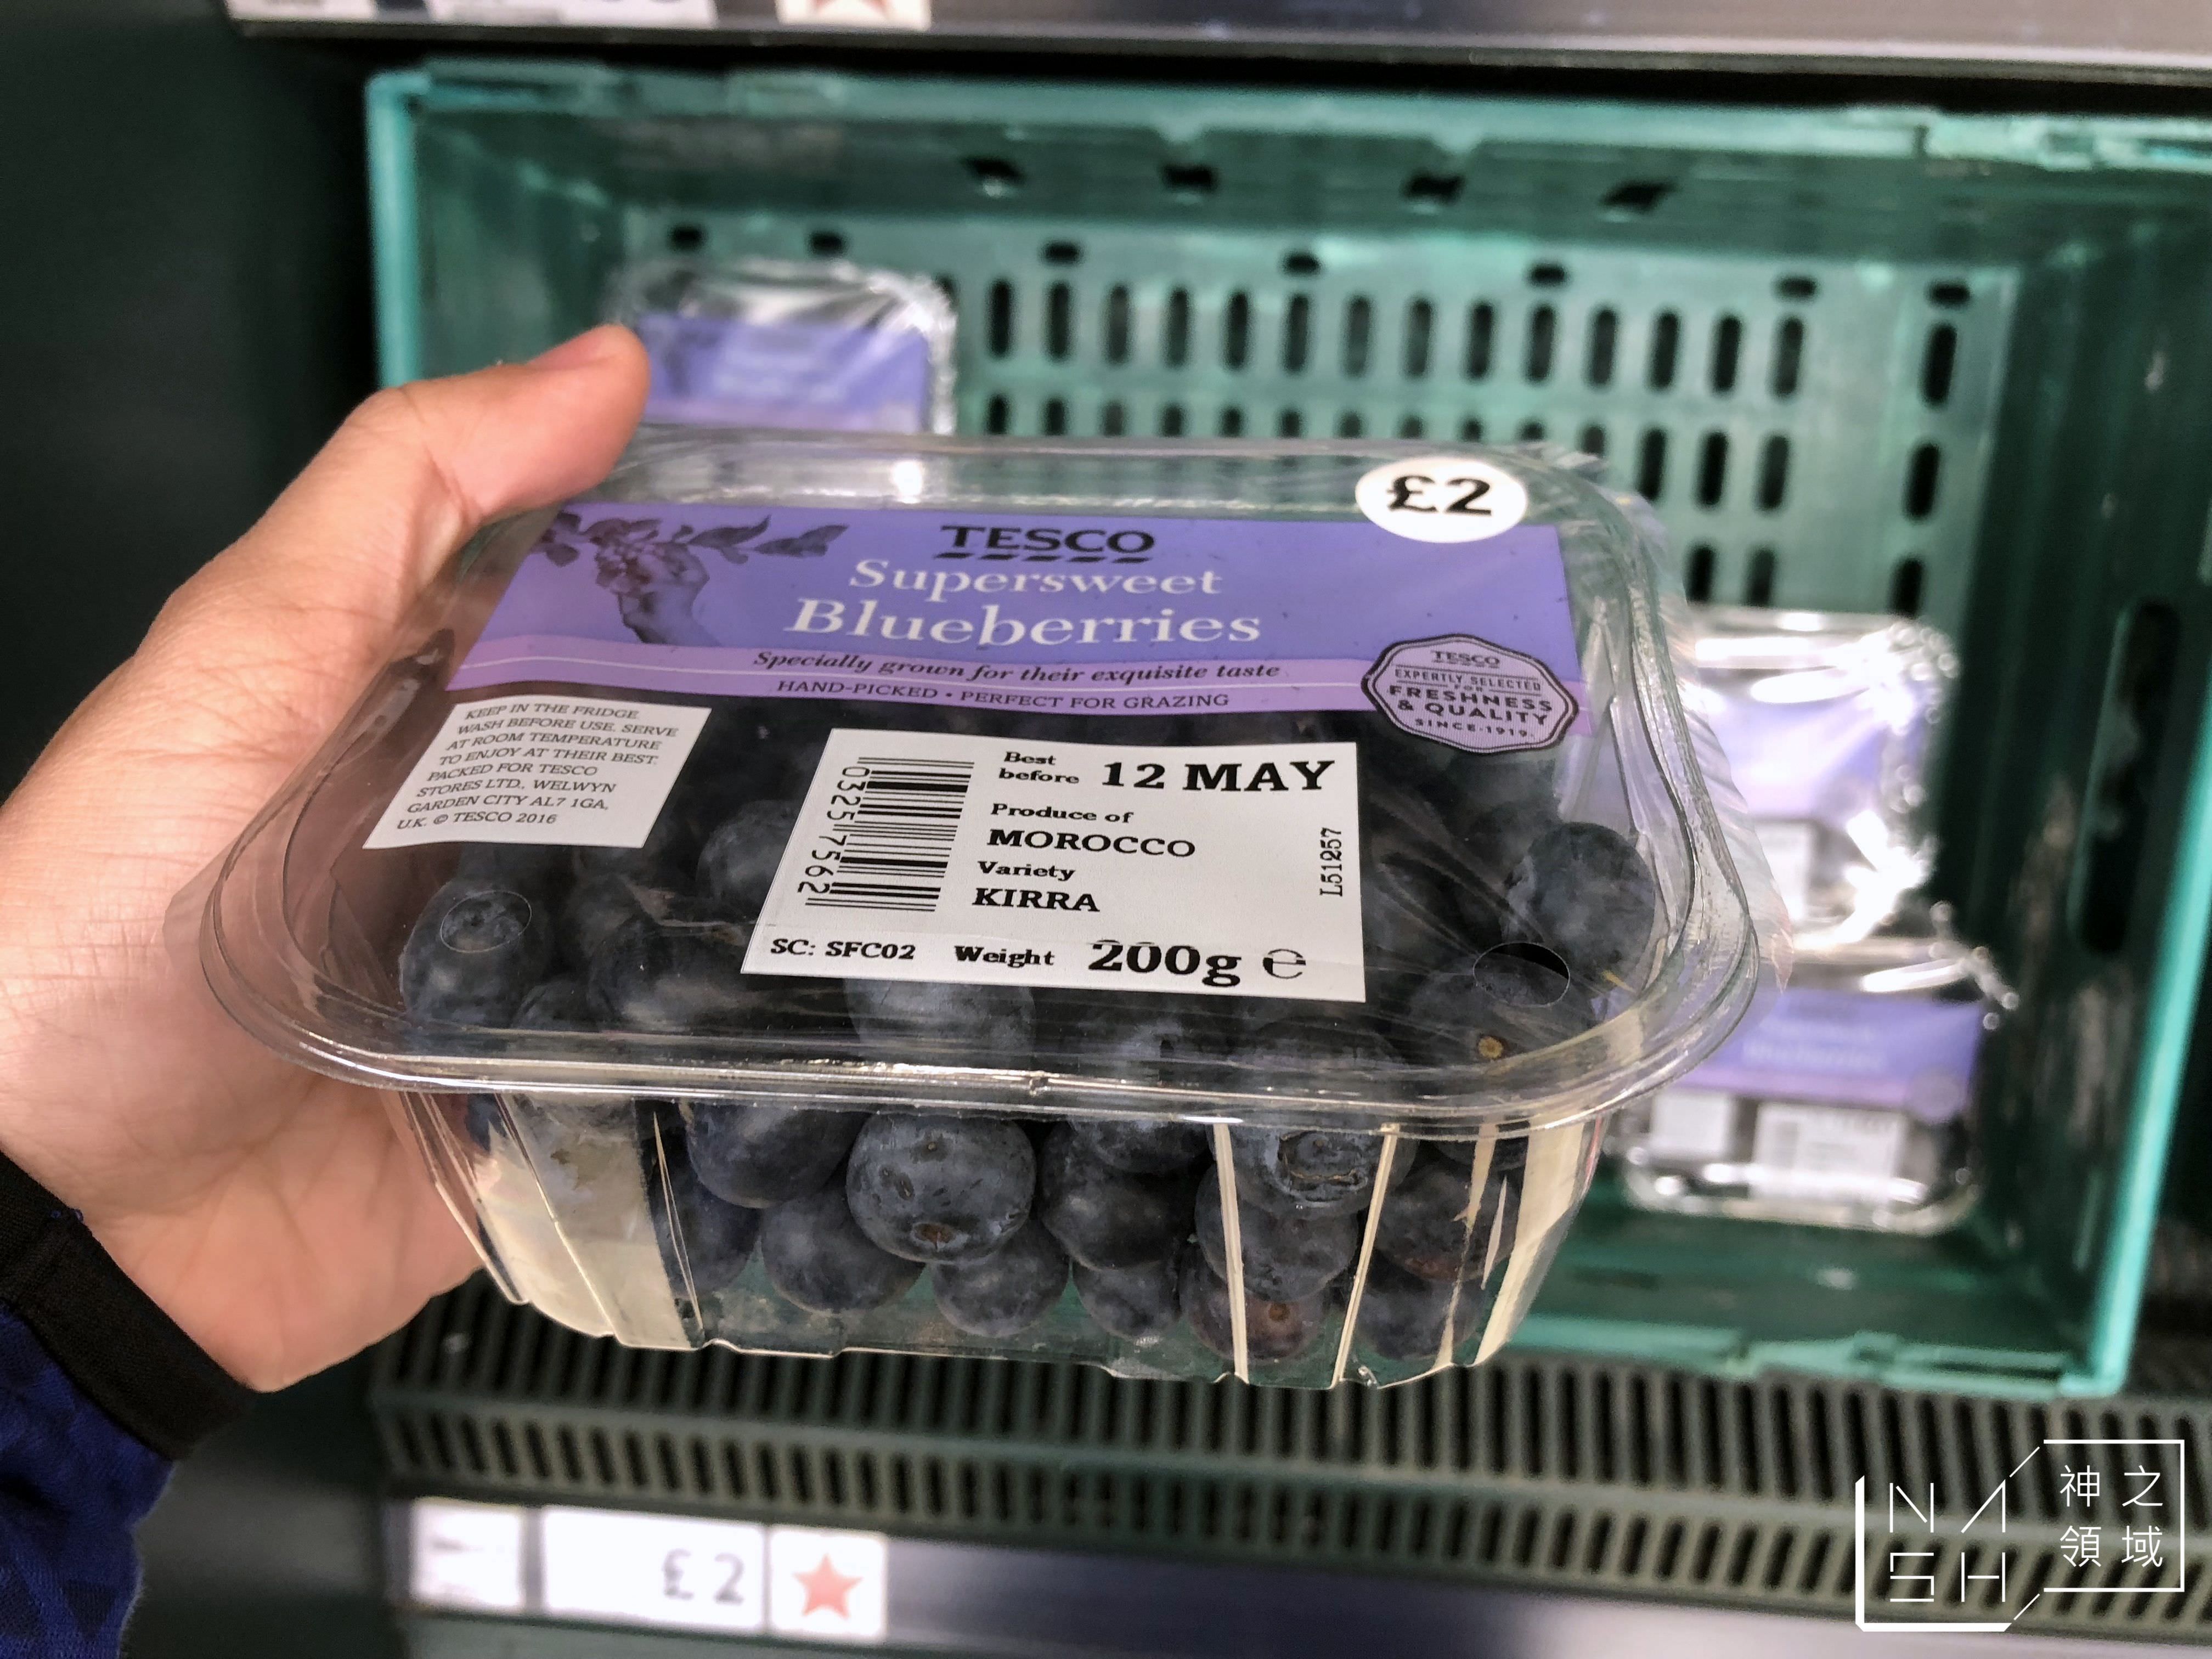 £2
TESCO
Supersweet
Blueberries
Specially grown for their exquisite taste
HAND-PICKED • PERFECT FOR GRAZING
TESCO
EXPERTLY SELECTED
FOR
FRESHNESS
& QUALITY
SINCE·1919
KEEP IN THE FRIDGE
WASH BEFORE USE. SERVE
AT ROOM TEMPERATURE
TO ENJOY AT THEIR BEST.
PACKED FOR TESCO
STORES LTD., WELWYN
GARDEN CITY AL7 1GA,
U.K. © TESCO 2016
03257562
Best
before 12 MAY
Produce of
MOROCCO
Variety
KIRRA
L51257
SC: SFC02 Weight 200g ℮
£2
NASH
神之
領域